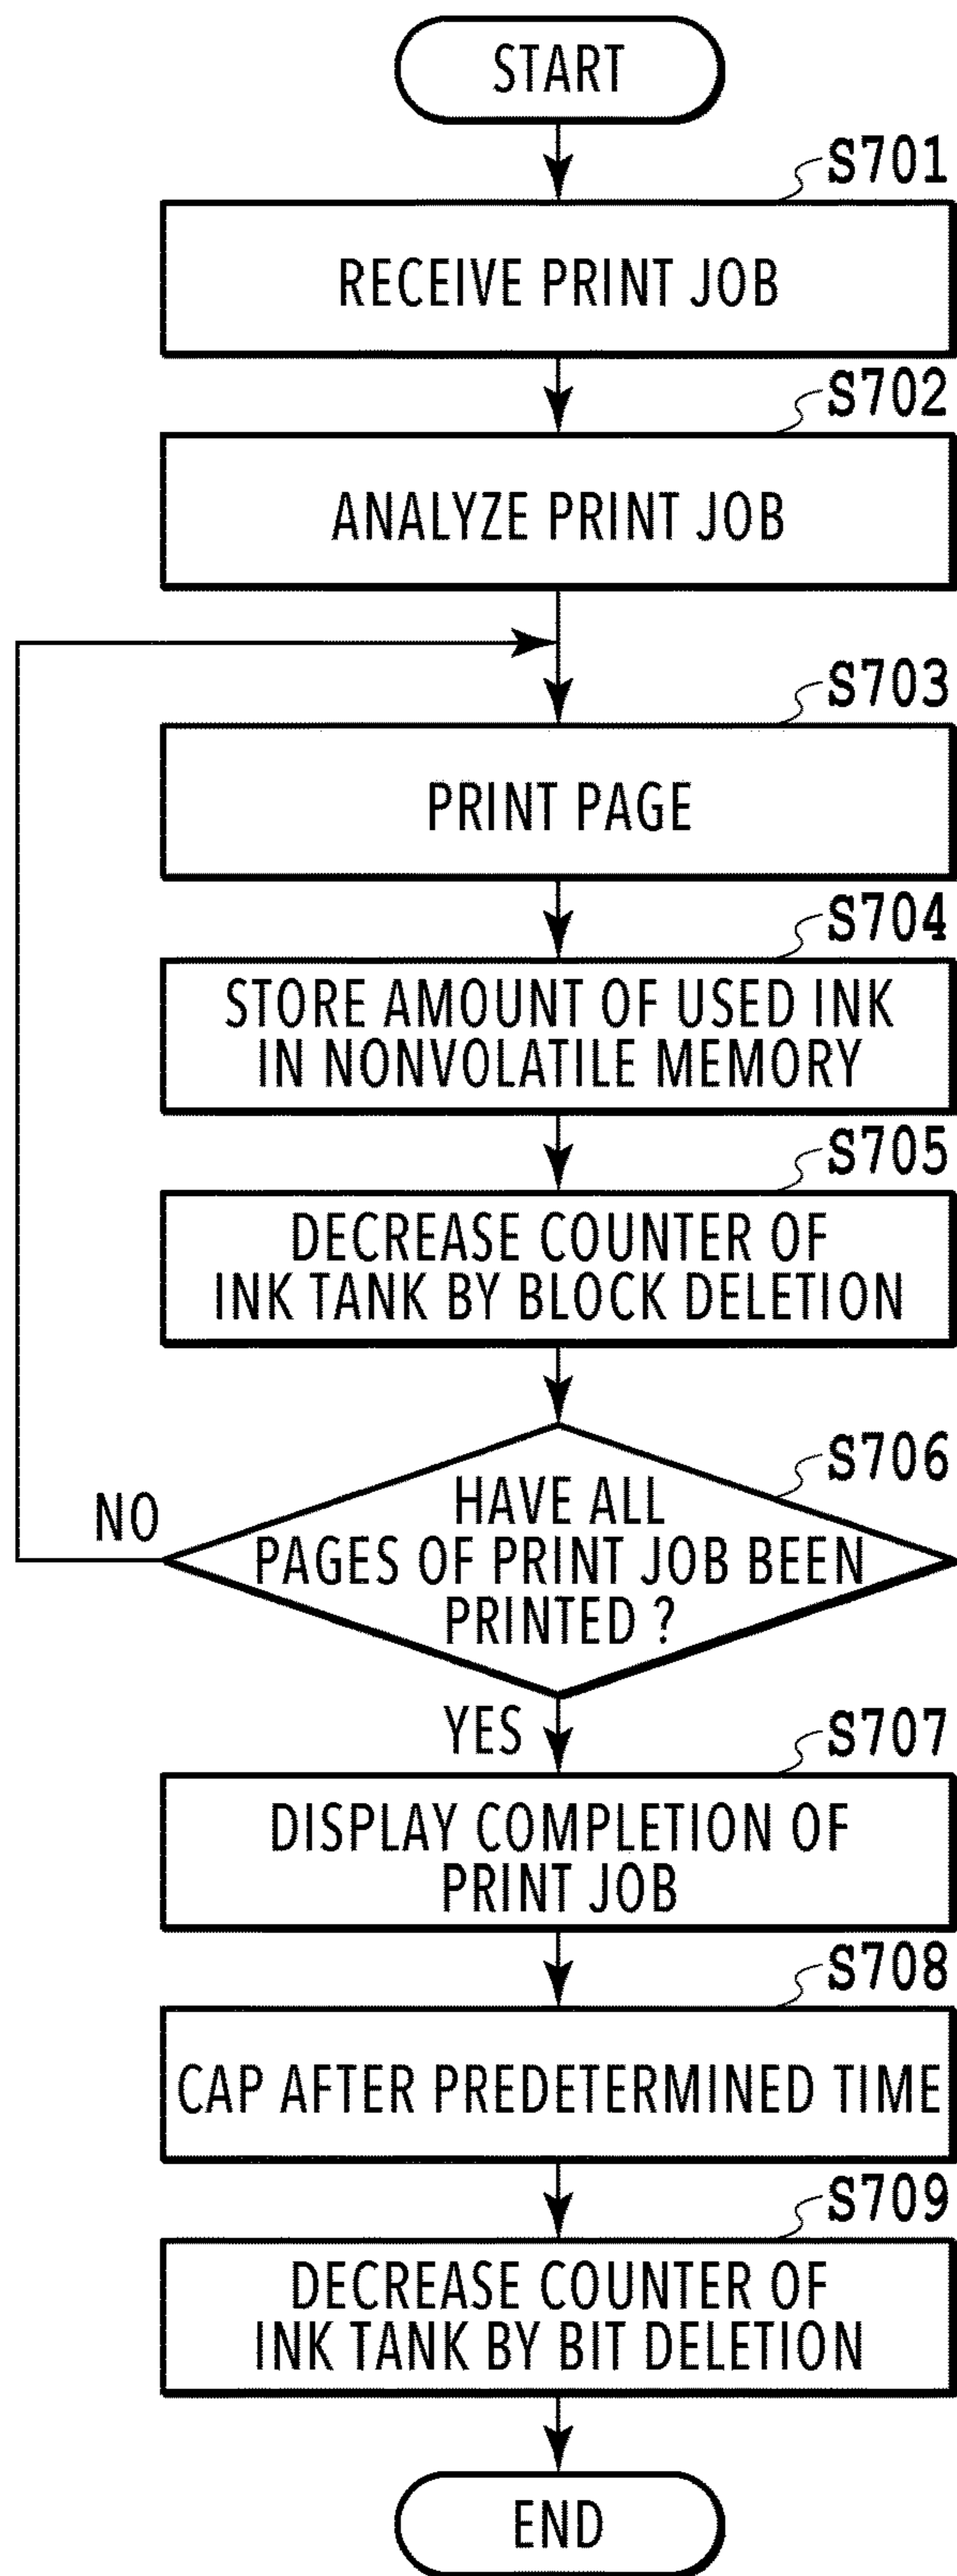 START
S701
RECEIVE PRINT JOB
S702
ANALYZE PRINT JOB
S703
PRINT PAGE
S704
STORE AMOUNT OF USED INK
IN NONVOLATILE MEMORY
S705
DECREASE COUNTER OF
INK TANK BY BLOCK DELETION
S706
HAVE ALL
PAGES OF PRINT JOB BEEN
PRINTED ?
NO
YES
S707
DISPLAY COMPLETION OF
PRINT JOB
S708
CAP AFTER PREDETERMINED TIME
S709
DECREASE COUNTER OF
INK TANK BY BIT DELETION
END